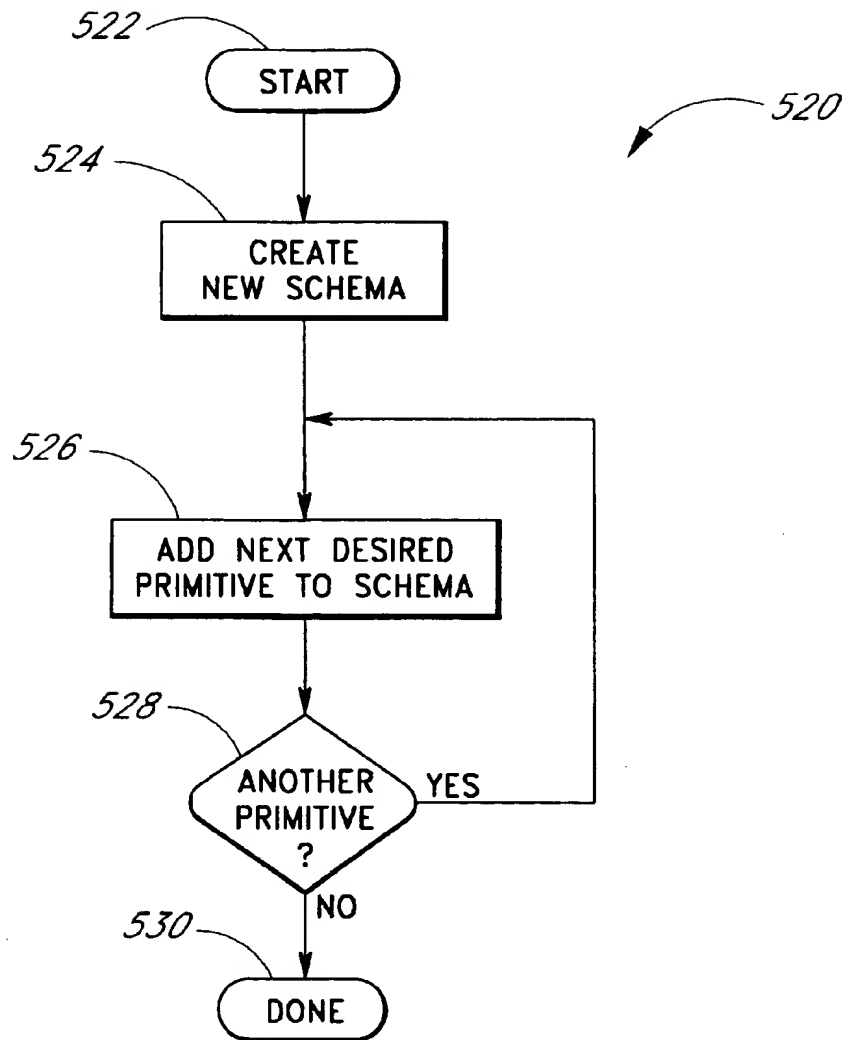 522
START
520
524
CREATE
NEW SCHEMA
526
ADD NEXT DESIRED
PRIMITIVE TO SCHEMA
528
ANOTHER
PRIMITIVE
?
YES
NO
530
DONE